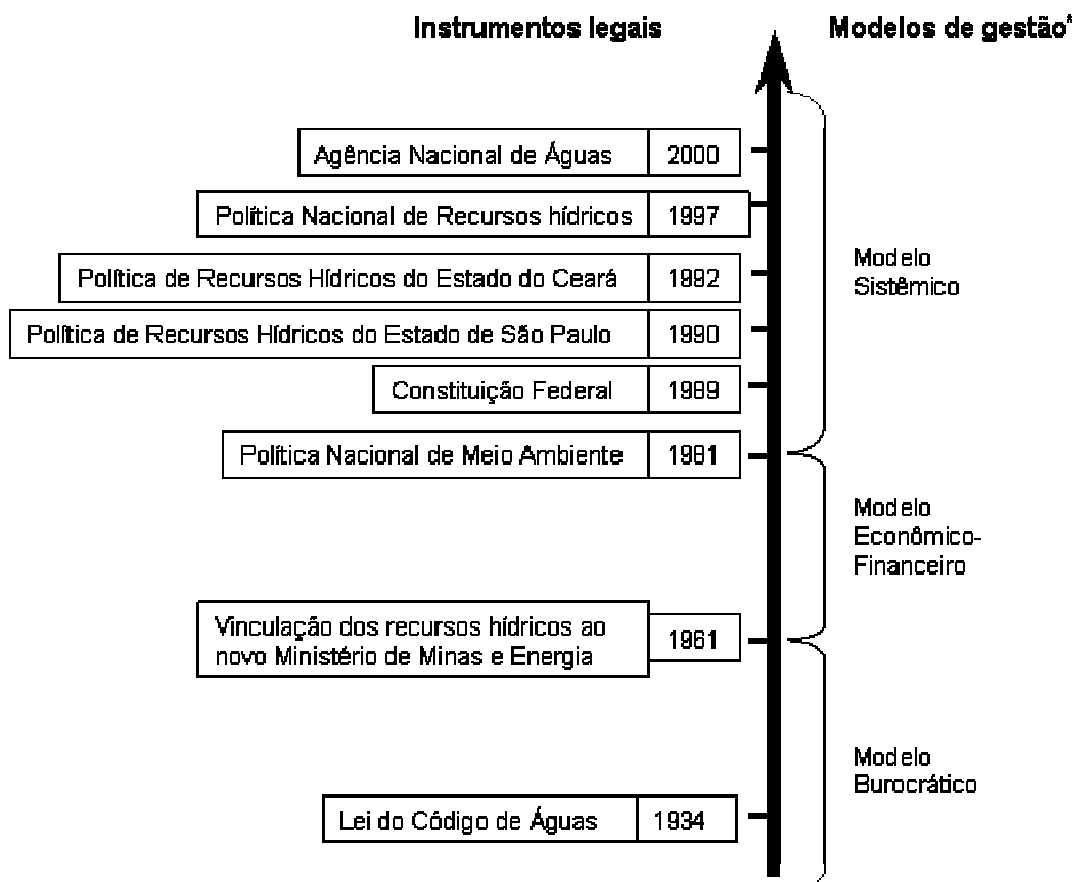 Instrumentos legais
Modelos de gestão*
Agência Nacional de Águas 2000
Política Nacional de Recursos hídricos 1997
Política de Recursos Hídricos do Estado do Ceará 1992
Política de Recursos Hídricos do Estado de São Paulo 1990
Constituição Federal 1989
Política Nacional de Meio Ambiente 1981
Vinculação dos recursos hídricos ao
novo Ministério de Minas e Energia 1961
Lei do Código de Águas 1934
Modelo
Sistêmico
Modelo
Econômico-
Financeiro
Modelo
Burocrático